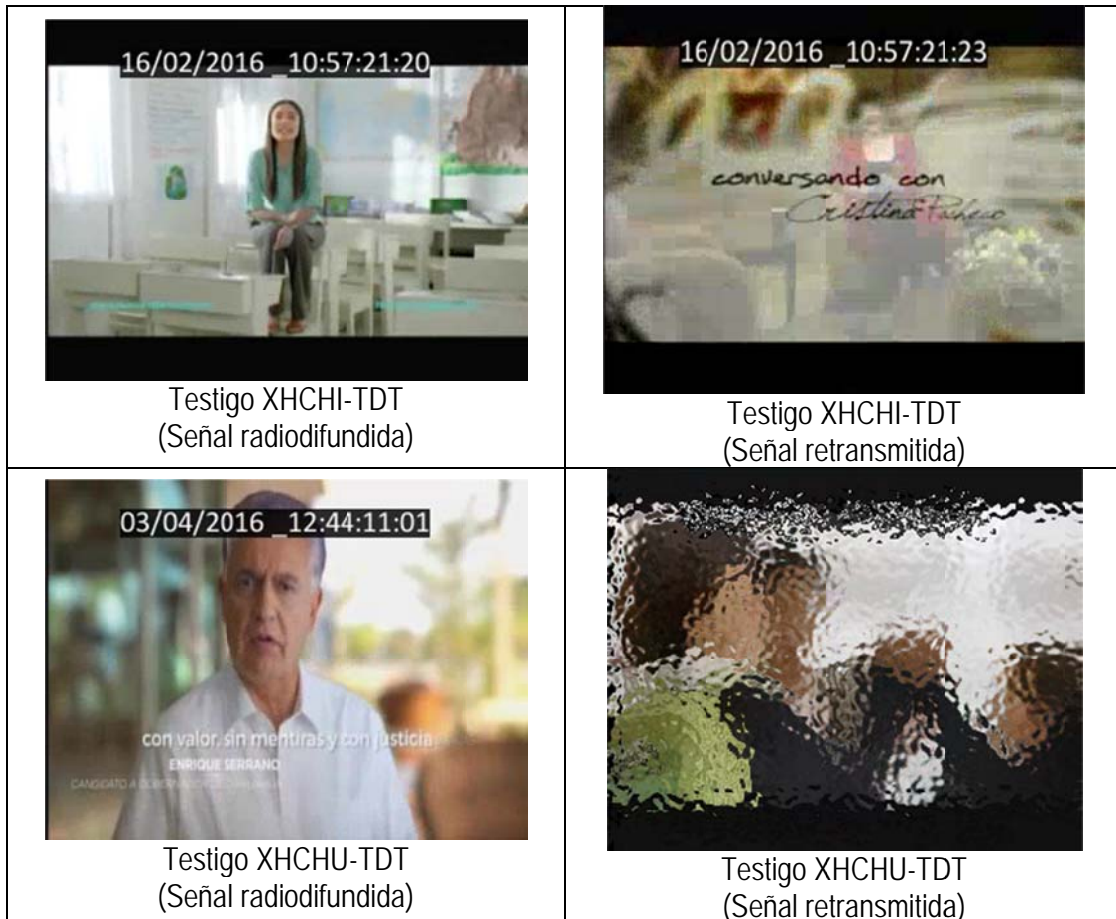 16/02/2016 _10:57:21:20
Testigo XHCHI-TDT
(Señal radiodifundida)
16/02/2016 _10:57:21:23
conversando con
Cristina Pacheco
Testigo XHCHI-TDT
(Señal retransmitida)
03/04/2016 _12:44:11:01
con valor, sin mentiras y con justicia
ENRIQUE SERRANO
CANDIDATO A GOBERNADOR
Testigo XHCHU-TDT
(Señal radiodifundida)
Testigo XHCHU-TDT
(Señal retransmitida)